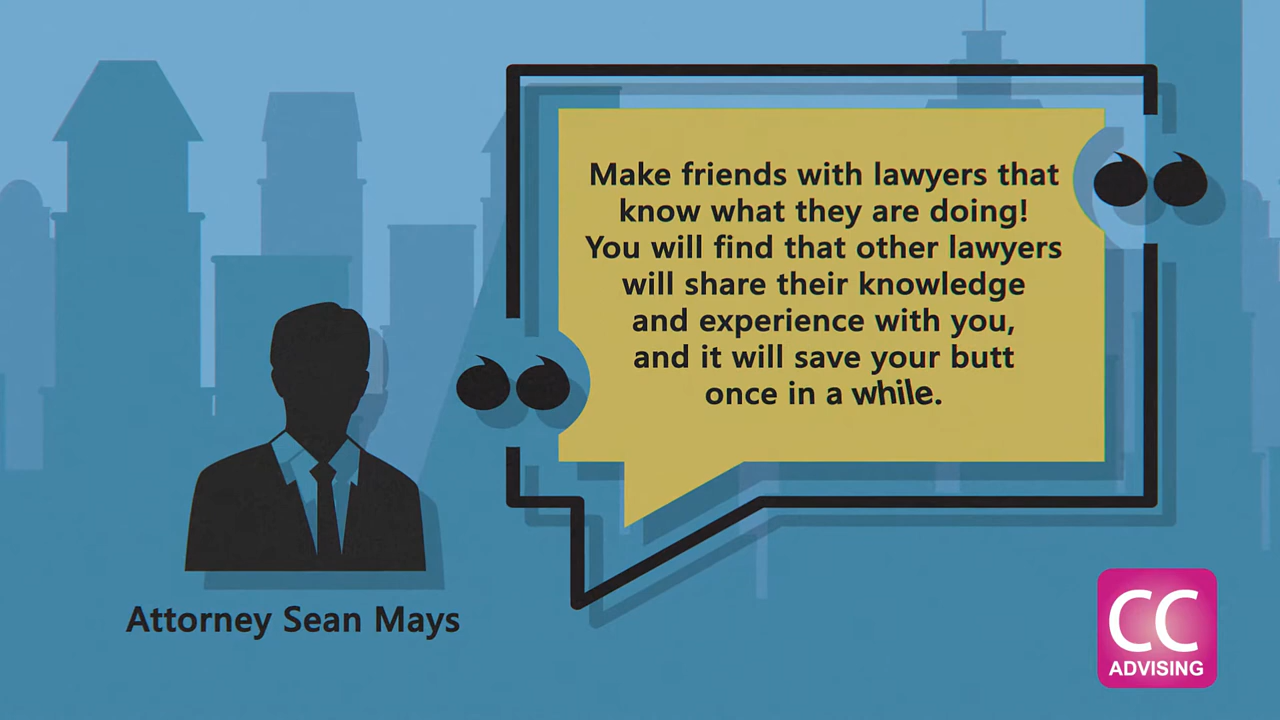 Make friends with lawyers that
know what they are doing!
You will find that other lawyers
will share their knowledge
and experience with you,
and it will save your butt
once in a while.
Attorney Sean Mays
CC
ADVISING